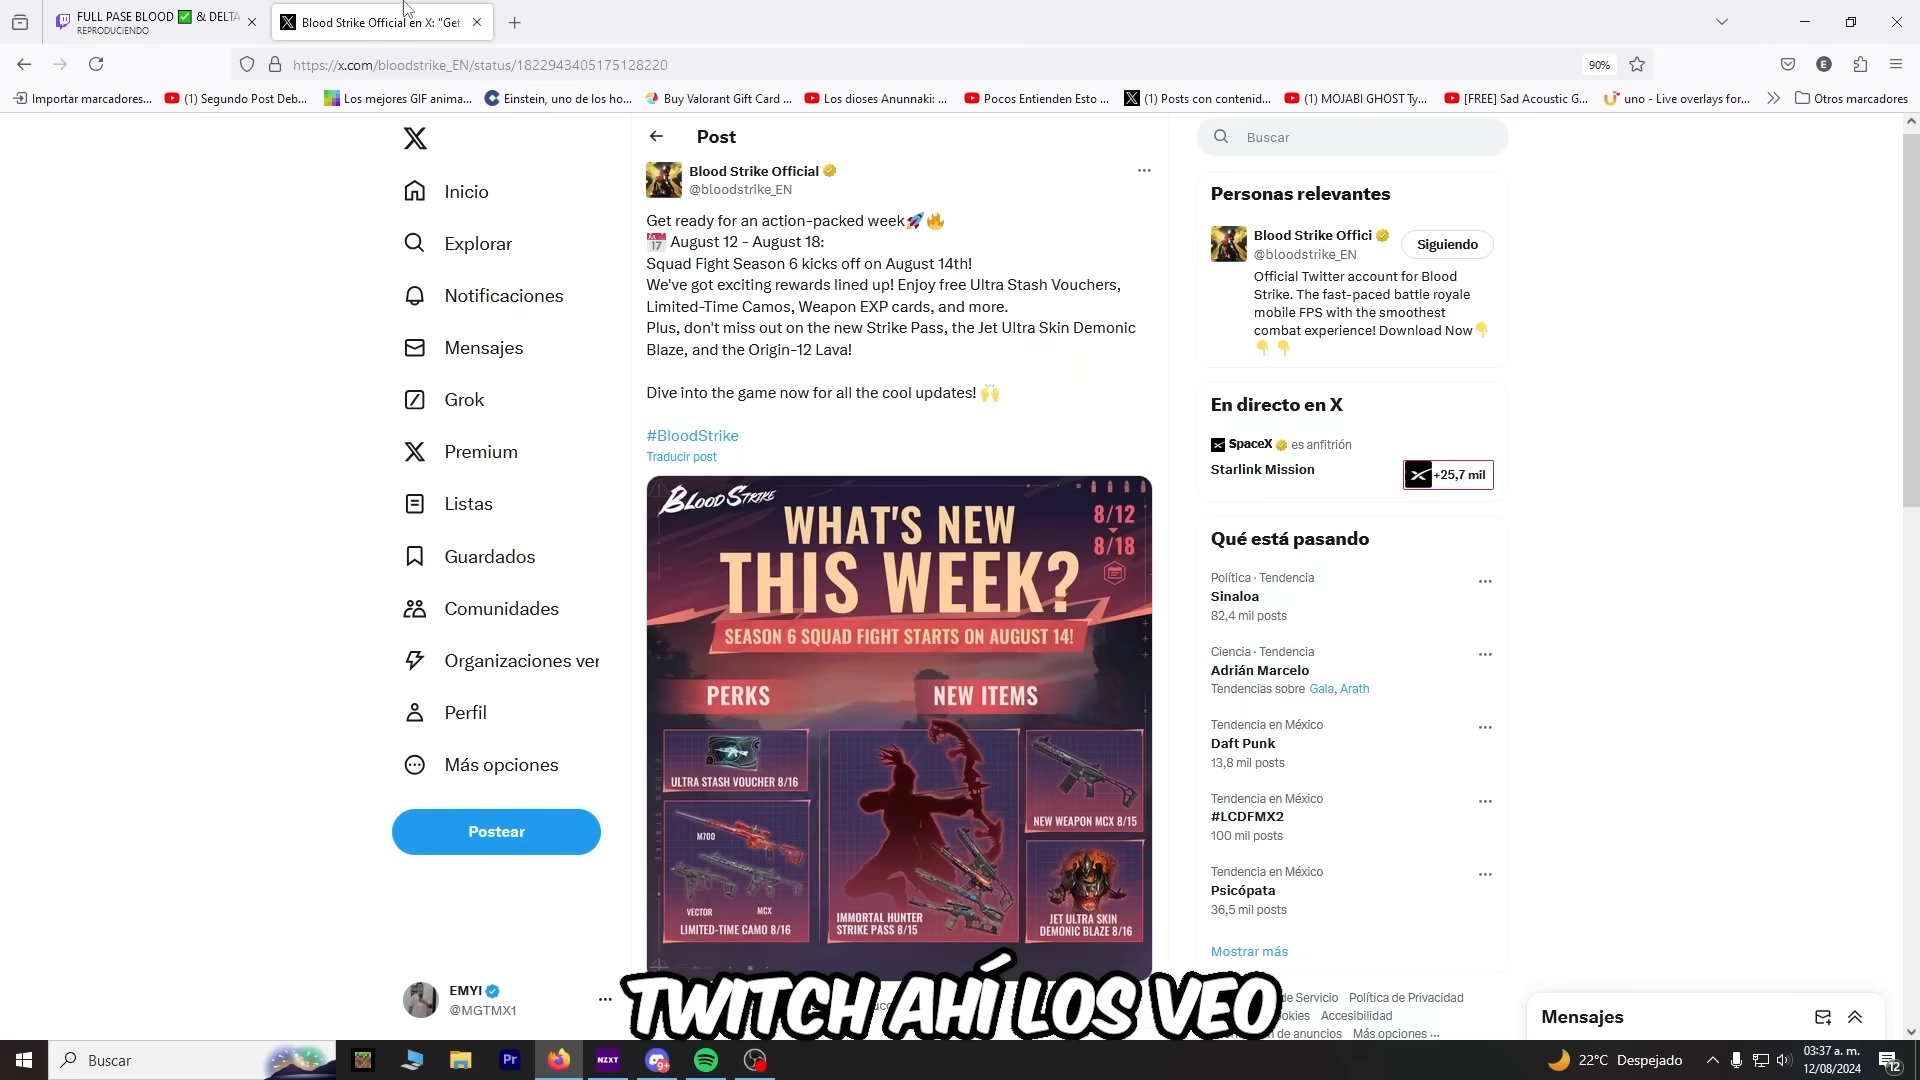 FULL PASE BLOOD ✅ & DELTA
REPRODUCIENDO
Blood Strike Official en X: "Get
https://x.com/bloodstrike_EN/status/1822943405175128220
90%
E
Importar marcadores...
(1) Segundo Post Deb...
Los mejores GIF anima...
Einstein, uno de los ho...
Buy Valorant Gift Card ...
Los dioses Anunnaki: ...
Pocos Entienden Esto ...
(1) Posts con contenid...
(1) MOJABI GHOST Ty...
[FREE] Sad Acoustic G...
uno - Live overlays for...
Otros marcadores
Inicio
Explorar
Notificaciones
Mensajes
Grok
Premium
Listas
Guardados
Comunidades
Organizaciones ver
Perfil
Más opciones
Postear
EMYI
@MGTMX1
Post
Blood Strike Official
@bloodstrike_EN
Get ready for an action-packed week🚀🔥
📅 August 12 - August 18:
Squad Fight Season 6 kicks off on August 14th!
We've got exciting rewards lined up! Enjoy free Ultra Stash Vouchers,
Limited-Time Camos, Weapon EXP cards, and more.
Plus, don't miss out on the new Strike Pass, the Jet Ultra Skin Demonic
Blaze, and the Origin-12 Lava!
Dive into the game now for all the cool updates! 🙌
#BloodStrike
Traducir post
BLOOD STRIKE
WHAT'S NEW
THIS WEEK?
8/12
8/18
SEASON 6 SQUAD FIGHT STARTS ON AUGUST 14!
PERKS
NEW ITEMS
ULTRA STASH VOUCHER 8/16
M700
VECTOR
MCX
LIMITED-TIME CAMO 8/16
IMMORTAL HUNTER
STRIKE PASS 8/15
NEW WEAPON MCX 8/15
JET ULTRA SKIN
DEMONIC BLAZE 8/16
TWITCH AHÍ LOS VEO
Buscar
Personas relevantes
Blood Strike Offici
@bloodstrike_EN
Siguiendo
Official Twitter account for Blood
Strike. The fast-paced battle royale
mobile FPS with the smoothest
combat experience! Download Now👇
👇👇
En directo en X
SpaceX es anfitrión
Starlink Mission
+25,7 mil
Qué está pasando
Política · Tendencia
Sinaloa
82,4 mil posts
Ciencia · Tendencia
Adrián Marcelo
Tendencias sobre Gala, Arath
Tendencia en México
Daft Punk
13,8 mil posts
Tendencia en México
#LCDFMX2
100 mil posts
Tendencia en México
Psicópata
36,5 mil posts
Mostrar más
de Servicio Política de Privacidad
Accesibilidad
de anuncios Más opciones ...
Mensajes
Buscar
Pr
NZXT
9+
22°C Despejado
03:37 a. m.
12/08/2024
12